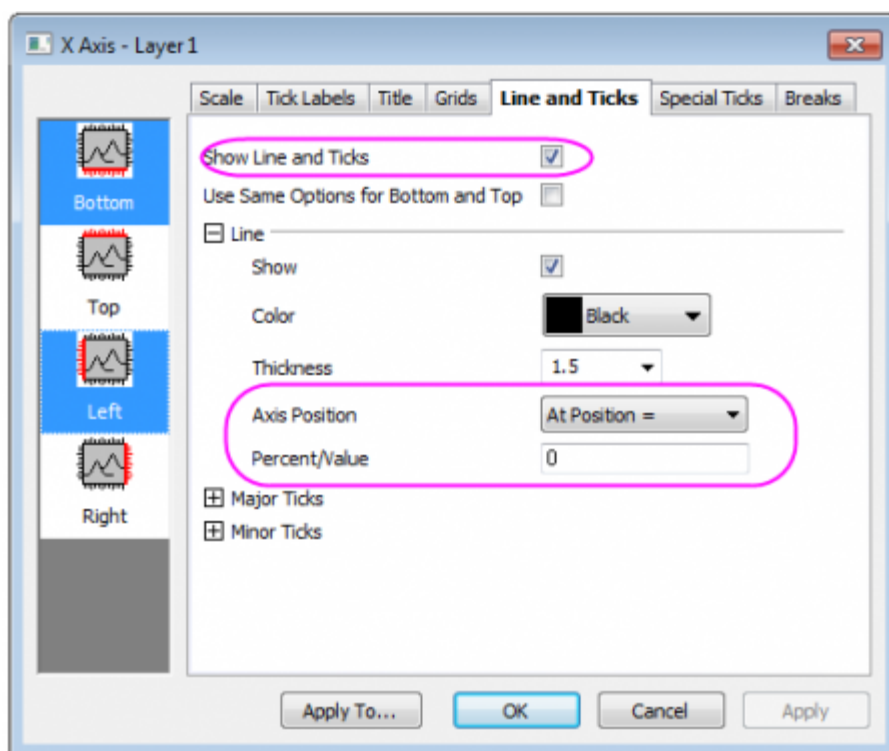 X Axis - Layer 1
Scale Tick Labels Title Grids Line and Ticks Special Ticks Breaks
Bottom
Top
Left
Right
Show Line and Ticks
Use Same Options for Bottom and Top
Line
Show
Color Black
Thickness 1.5
Axis Position At Position =
Percent/Value 0
Major Ticks
Minor Ticks
Apply To... OK Cancel Apply